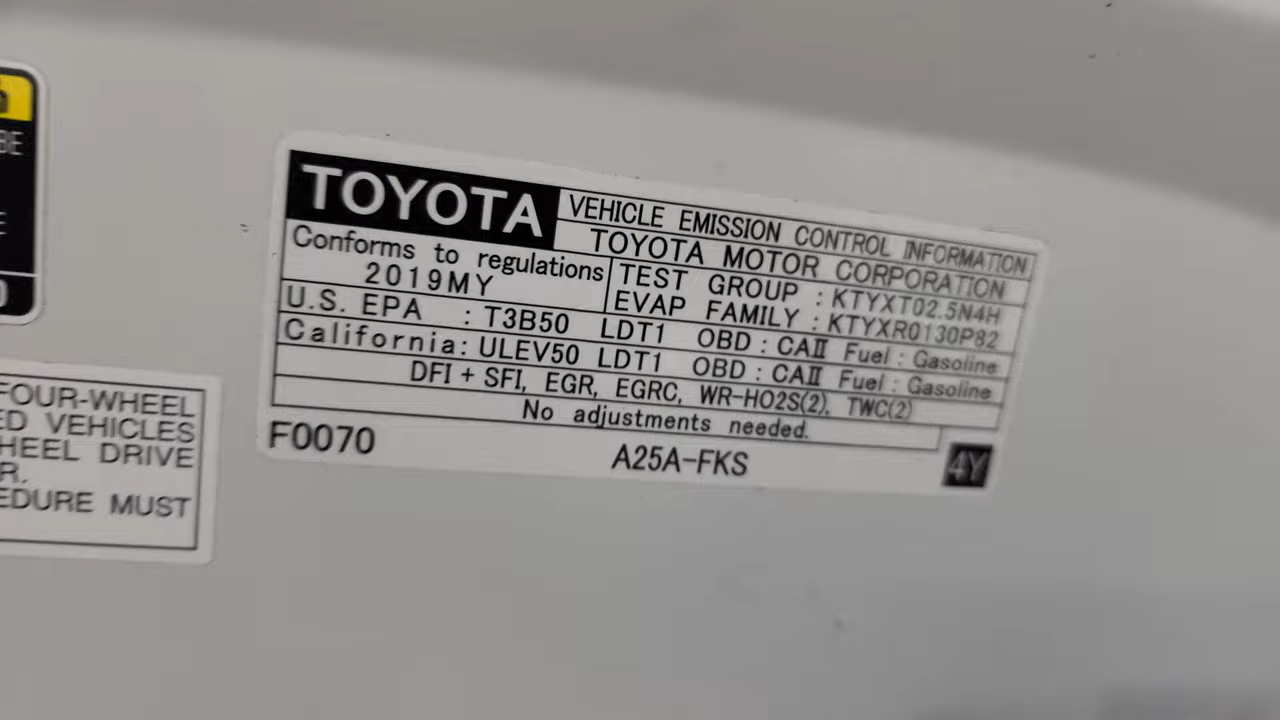 BE
E
FOUR-WHEEL
ED VEHICLES
HEEL DRIVE
R.
EDURE MUST
TOYOTA
VEHICLE EMISSION CONTROL INFORMATION
TOYOTA MOTOR CORPORATION
Conforms to regulations
2019MY
TEST GROUP : KTYXT02.5N4H
EVAP FAMILY : KTYXR0130P82
U.S. EPA : T3B50 LDT1 OBD : CAⅡ Fuel : Gasoline
California: ULEV50 LDT1 OBD : CAⅡ Fuel : Gasoline
DFI + SFI, EGR, EGRC, WR-HO2S(2), TWC(2)
No adjustments needed.
F0070 A25A-FKS 4Y